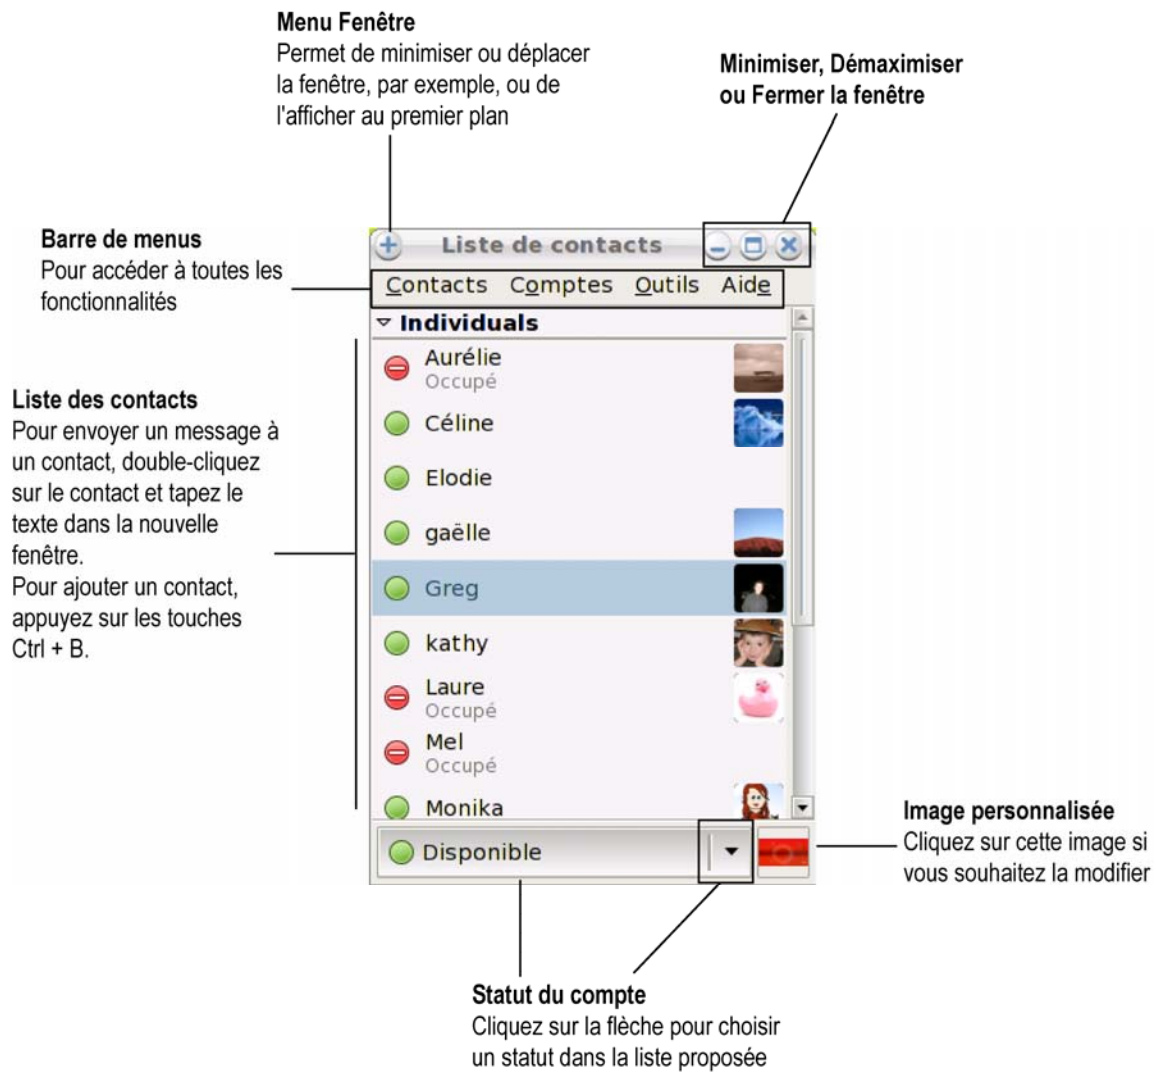 Menu Fenêtre
Permet de minimiser ou déplacer
la fenêtre, par exemple, ou de
l'afficher au premier plan
Minimiser, Démaximiser
ou Fermer la fenêtre
Barre de menus
Pour accéder à toutes les
fonctionnalités
Liste de contacts
Contacts Comptes Outils Aide
Individuals
Aurélie
Occupé
Céline
Elodie
gaëlle
Greg
kathy
Laure
Occupé
Mel
Occupé
Monika
Disponible
Liste des contacts
Pour envoyer un message à
un contact, double-cliquez
sur le contact et tapez le
texte dans la nouvelle
fenêtre.
Pour ajouter un contact,
appuyez sur les touches
Ctrl + B.
Image personnalisée
Cliquez sur cette image si
vous souhaitez la modifier
Statut du compte
Cliquez sur la flèche pour choisir
un statut dans la liste proposée